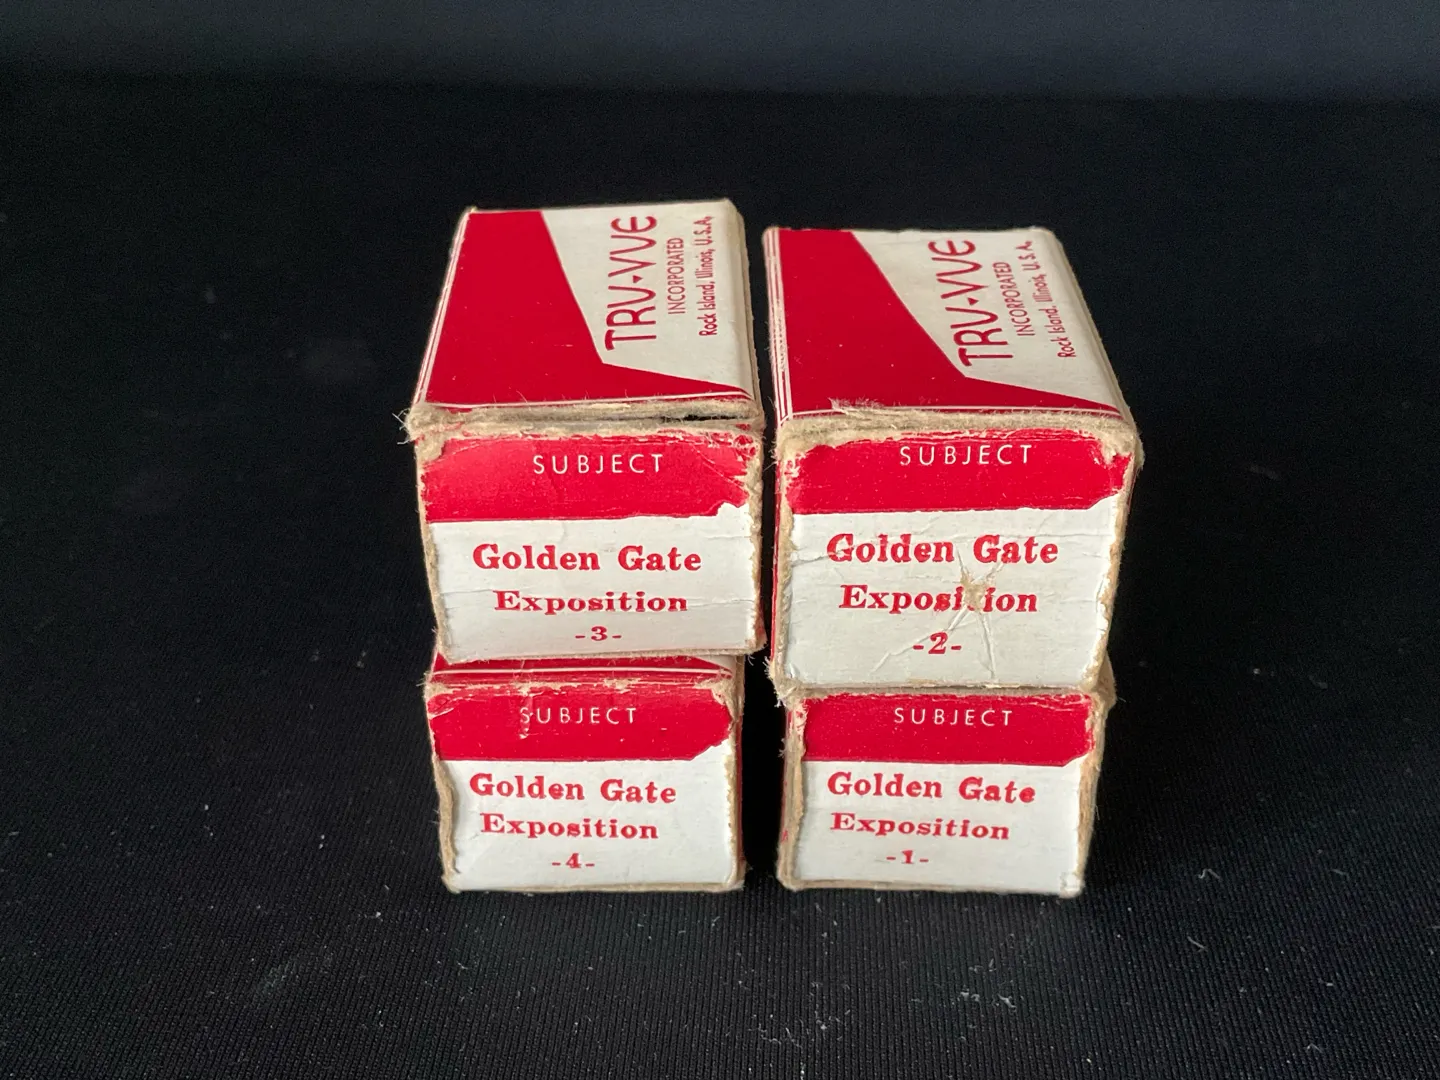 TRU-VUE
INCORPORATED
Rock Island, Illinois, U.S.A.
SUBJECT
Golden Gate
Exposition
-3-
TRU-VUE
INCORPORATED
Rock Island, Illinois, U.S.A.
SUBJECT
Golden Gate
Exposition
-2-
SUBJECT
Golden Gate
Exposition
-4-
SUBJECT
Golden Gate
Exposition
-1-